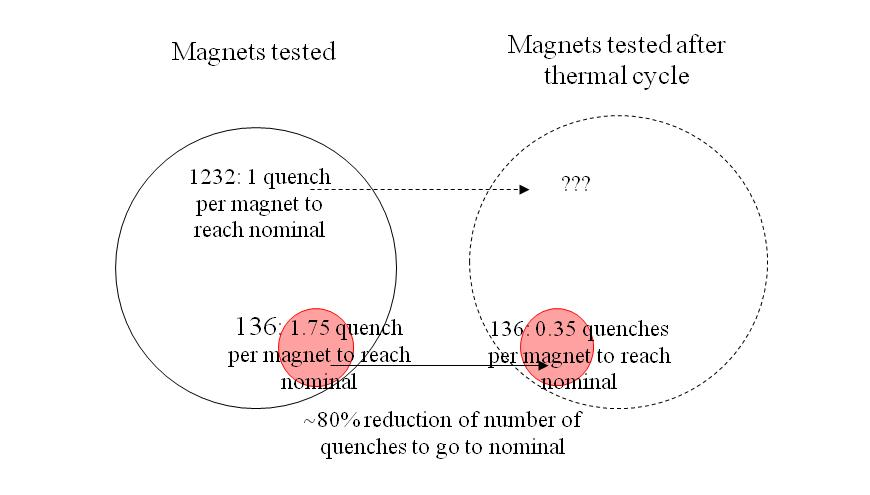 Magnets tested
Magnets tested after
thermal cycle
1232: 1 quench
per magnet to
reach nominal
???
136: 1.75 quench
per magnet to reach
nominal
136: 0.35 quenches
per magnet to reach
nominal
~80% reduction of number of
quenches to go to nominal